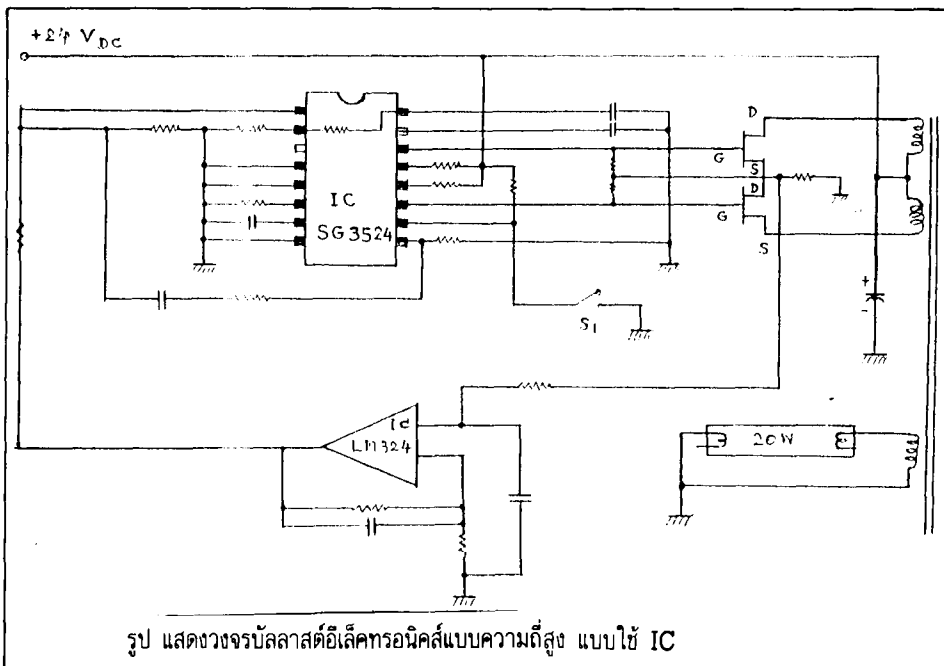 +24 V DC
D
G
S
D
G
S
IC
SG3524
+
-
S1
IC
LM324
20W
รูป แสดงวงจรบัลลาสต์อีเล็คทรอนิคส์แบบความถี่สูง แบบใช้ IC